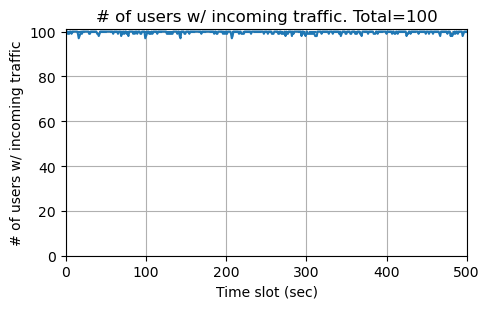 # of users w/ incoming traffic. Total=100
# of users w/ incoming traffic
100
80
60
40
20
0
0 100 200 300 400 500
Time slot (sec)